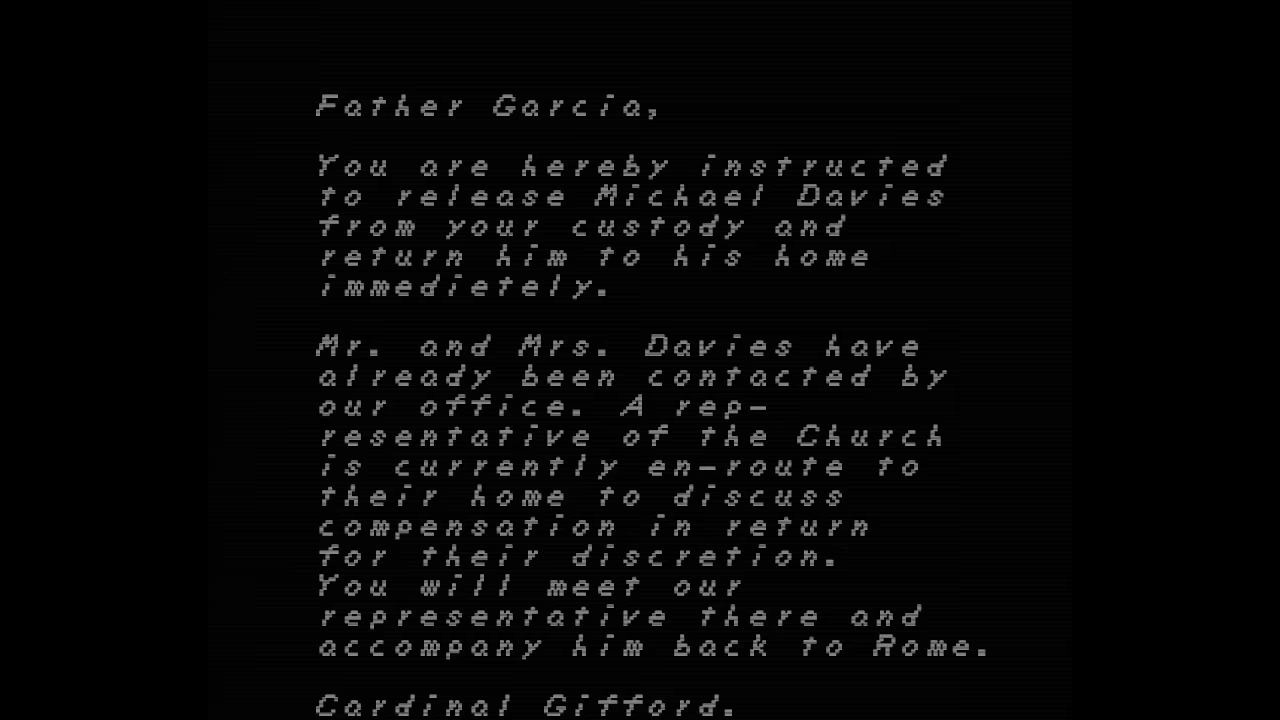 Father Garcia,
You are hereby instructed
to release Michael Davies
from your custody and
return him to his home
immedietely.
Mr. and Mrs. Davies have
already been contacted by
our office. A rep-
resentative of the Church
is currently en-route to
their home to discuss
compensation in return
for their discretion.
You will meet our
representative there and
accompany him back to Rome.
Cardinal Gifford.